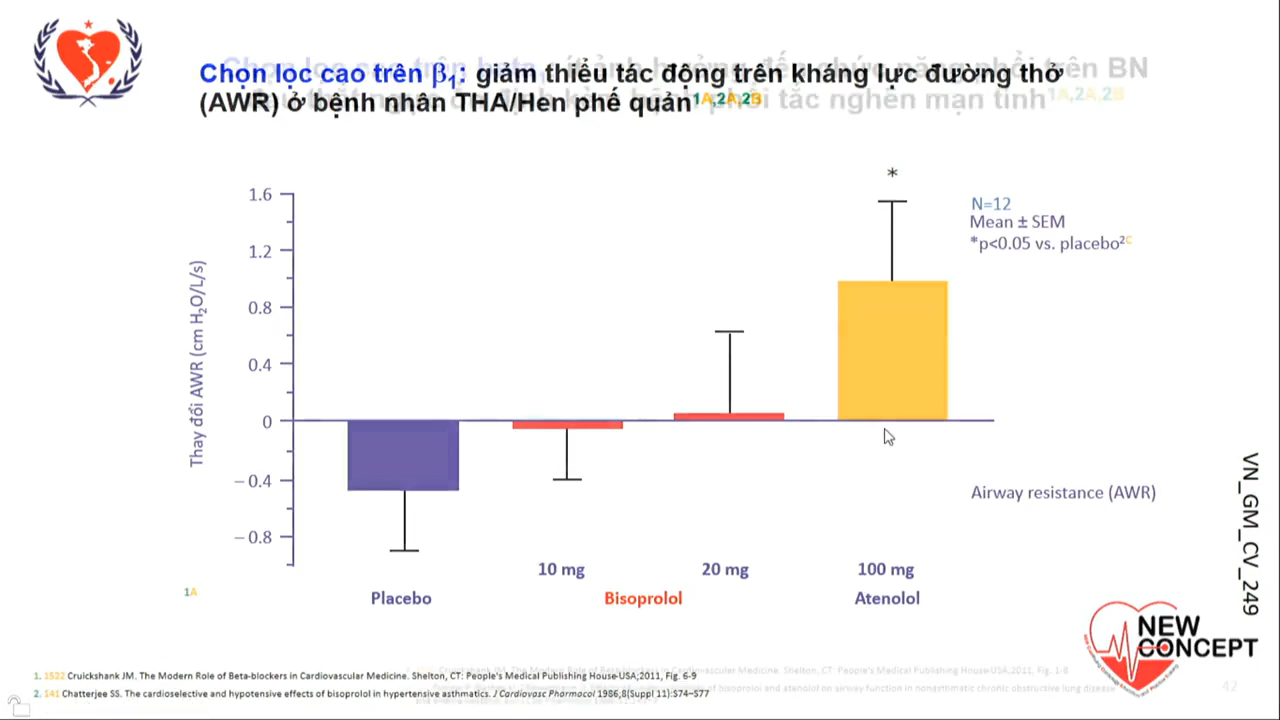 Chọn lọc cao trên β1: giảm thiểu tác động trên kháng lực đường thở
(AWR) ở bệnh nhân THA/Hen phế quản1A,2A,2B
*
N=12
Mean ± SEM
*p<0.05 vs. placebo2C
Thay đổi AWR (cm H2O/L/s)
1.6
1.2
0.8
0.4
0
−0.4
−0.8
Airway resistance (AWR)
10 mg
20 mg
100 mg
Placebo
Bisoprolol
Atenolol
1A
VN_GM_CV_249
NEW
CONCEPT
1. 1522 Cruickshank JM. The Modern Role of Beta-blockers in Cardiovascular Medicine. Shelton, CT: People's Medical Publishing House-USA;2011, Fig. 6-9
2. 141 Chatterjee SS. The cardioselective and hypotensive effects of bisoprolol in hypertensive asthmatics. J Cardiovasc Pharmacol 1986,8(Suppl 11):S74–S77
42